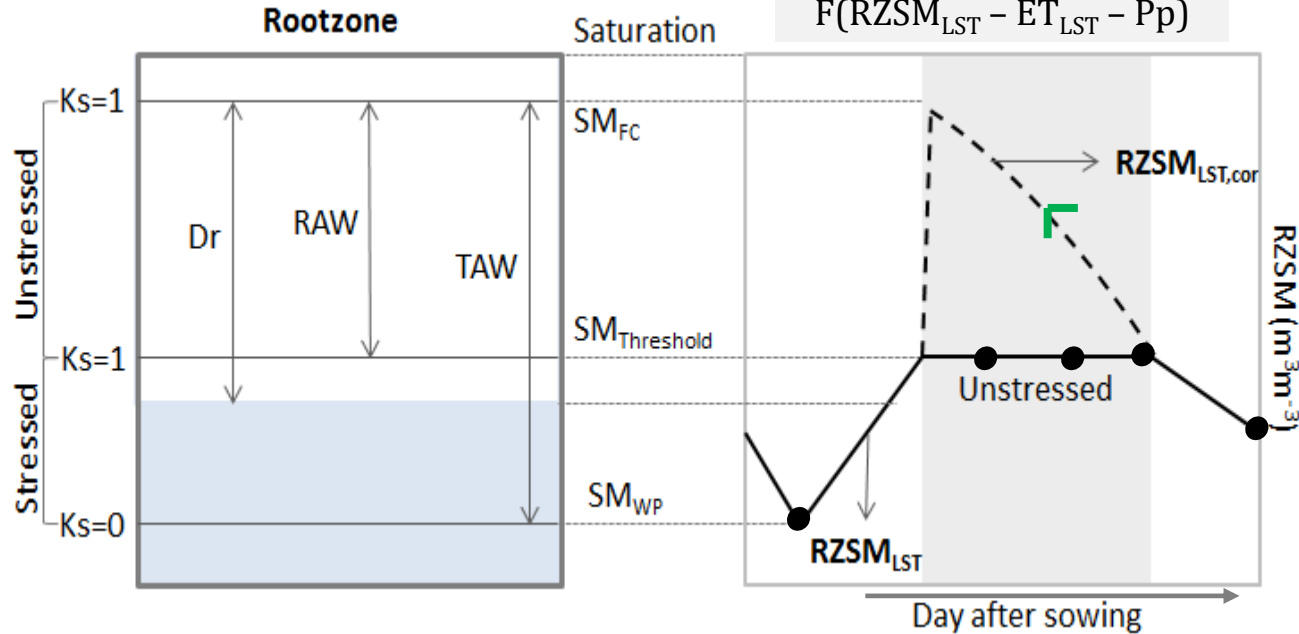 Rootzone
Saturation
F(RZSM_LST – ET_LST – Pp)
Ks=1
SM_FC
Unstressed
Dr
RAW
TAW
RZSM_LST,cor
SM_Threshold
Ks=1
Unstressed
Stressed
SM_WP
Ks=0
RZSM_LST
RZSM (m³m⁻³)
Day after sowing